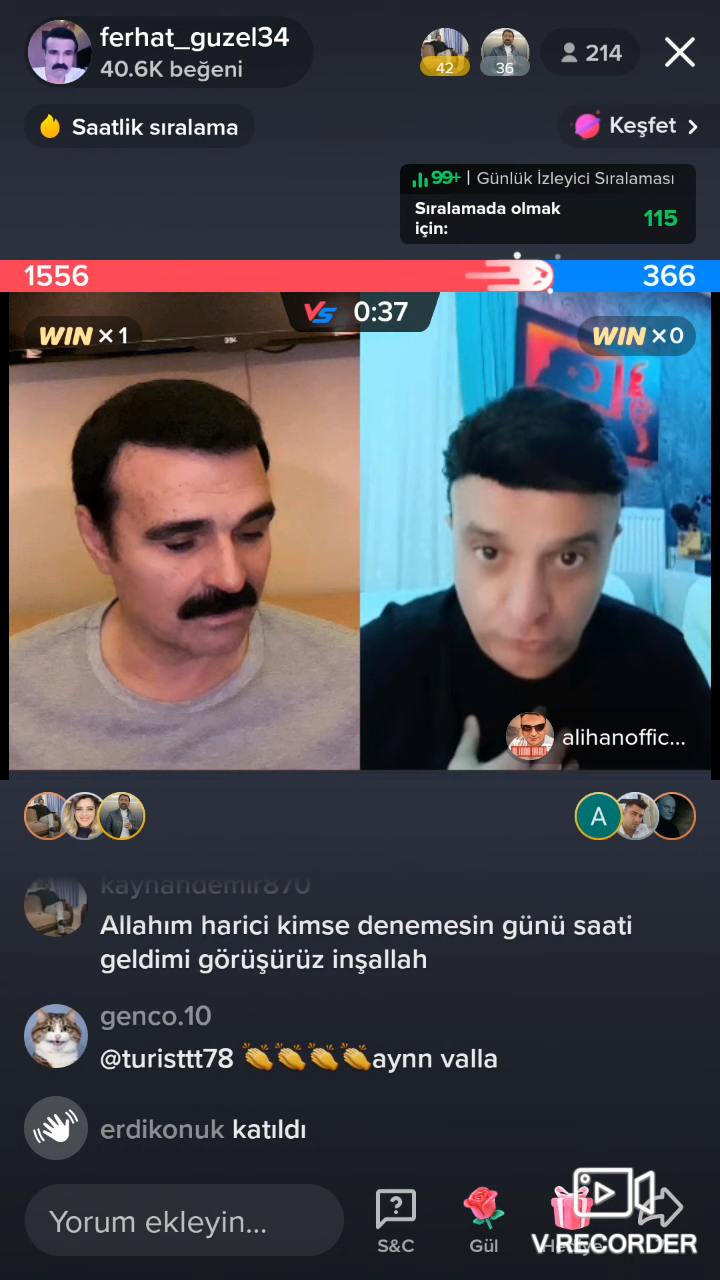 ferhat_guzel34
40.6K beğeni
42
36
214
Saatlik sıralama
Keşfet
99+ | Günlük İzleyici Sıralaması
Sıralamada olmak
için:
115
1556
366
VS 0:37
WIN × 1
WIN ×0
alihanoffic...
A
kayhandemir870
Allahım harici kimse denemesin günü saati
geldimi görüşürüz inşallah
genco.10
@turisttt78 👏👏👏👏aynn valla
erdikonuk katıldı
Yorum ekleyin...
S&C
Gül
V-RECORDER